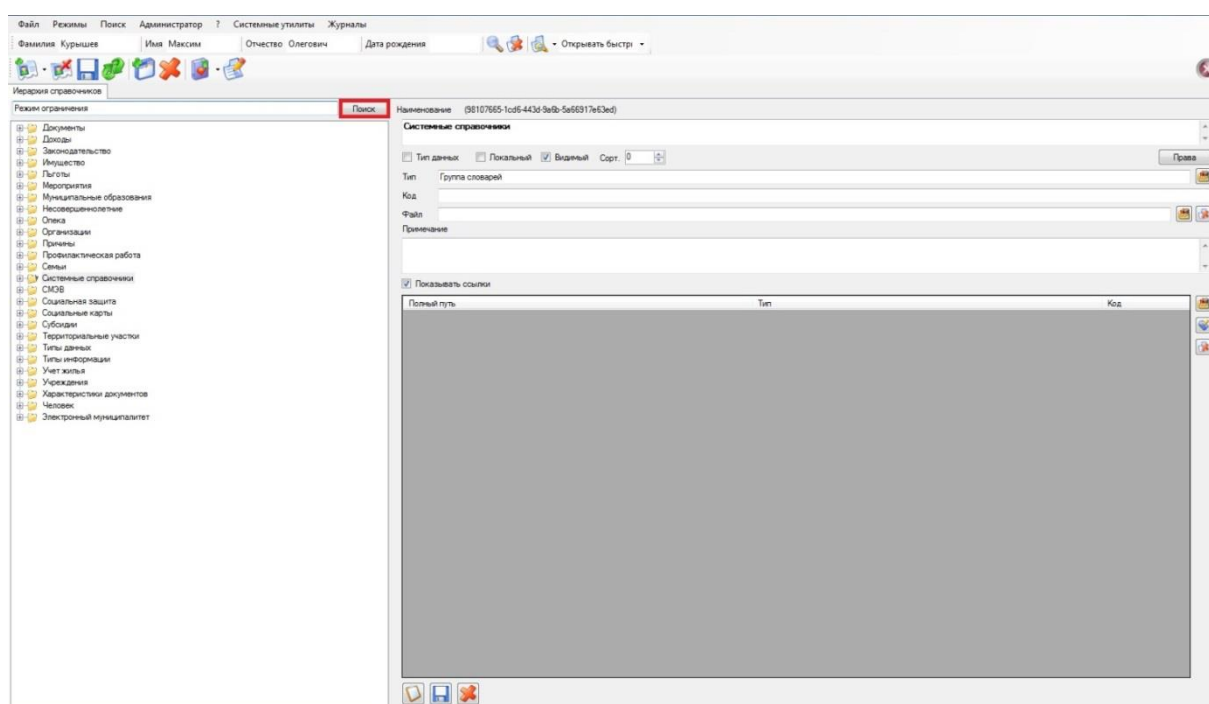 Файл Режимы Поиск Администратор ? Системные утилиты Журналы
Фамилия Курышев Имя Максим Отчество Олегович Дата рождения Открывать быстр
Иерархия справочников
Режим ограничения Поиск
Документы
Доходы
Законодательство
Имущество
Льготы
Мероприятия
Муниципальные образования
Несовершеннолетние
Опека
Организации
Причины
Профилактическая работа
Семьи
Системные справочники
СМЭВ
Социальная защита
Социальные карты
Субсидии
Территориальные участки
Типы данных
Типы информации
Учет жилья
Учреждения
Характеристики документов
Человек
Электронный муниципалитет
Наименование (98107665-1cd6-443d-9a6b-5a66917e63ed)
Системные справочники
Тип данных Локальный Видимый Сорт. 0 Права
Тип Группа словарей
Код
Файл
Примечание
Показывать ссылки
Полный путь Тип Код